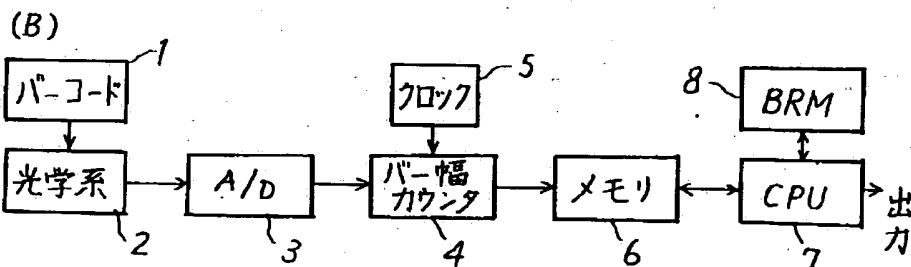 (B)
1
バーコード
クロック
5
8
BRM
光学系
A/D
バー幅
カウンタ
メモリ
CPU
出
力
2
3
4
6
7